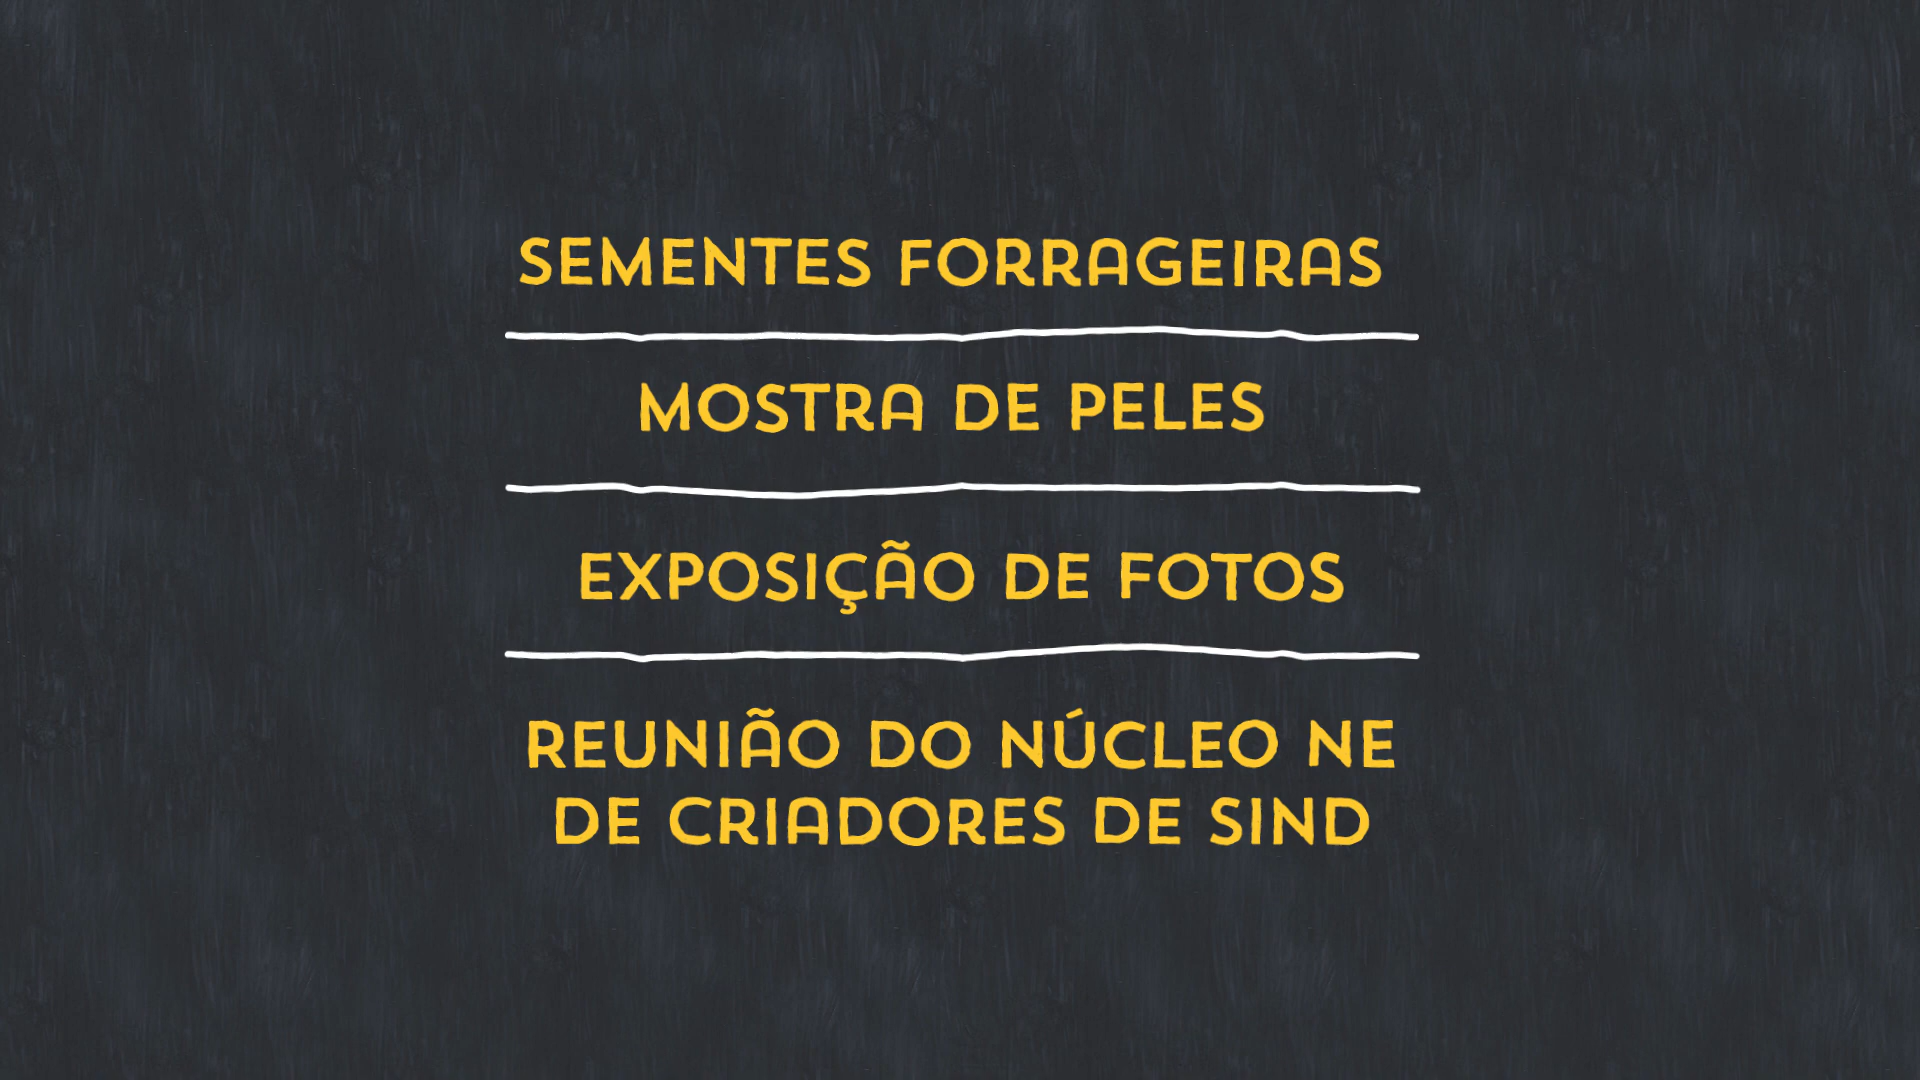 SEMENTES FORRAGEIRAS
MOSTRA DE PELES
EXPOSIÇÃO DE FOTOS
REUNIÃO DO NÚCLEO NE
DE CRIADORES DE SIND